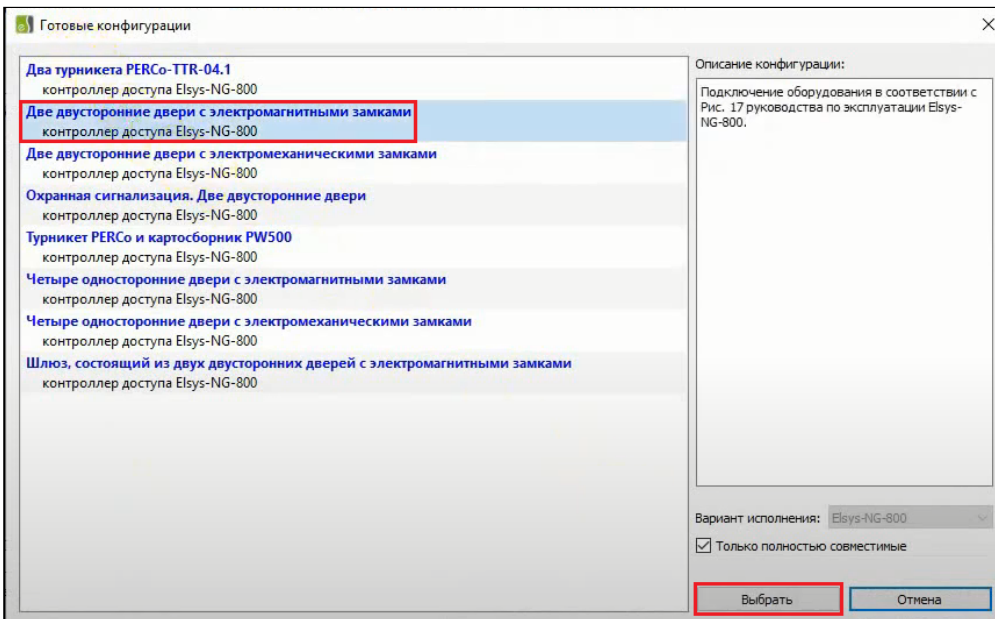 Готовые конфигурации
Два турникета PERCo-TTR-04.1
контроллер доступа Elsys-NG-800
Две двусторонние двери с электромагнитными замками
контроллер доступа Elsys-NG-800
Две двусторонние двери с электромеханическими замками
контроллер доступа Elsys-NG-800
Охранная сигнализация. Две двусторонние двери
контроллер доступа Elsys-NG-800
Турникет PERCo и картосборник PW500
контроллер доступа Elsys-NG-800
Четыре односторонние двери с электромагнитными замками
контроллер доступа Elsys-NG-800
Четыре односторонние двери с электромеханическими замками
контроллер доступа Elsys-NG-800
Шлюз, состоящий из двух двусторонних дверей с электромагнитными замками
контроллер доступа Elsys-NG-800
Описание конфигурации:
Подключение оборудования в соответствии с
Рис. 17 руководства по эксплуатации Elsys-
NG-800.
Вариант исполнения: Elsys-NG-800
Только полностью совместимые
Выбрать
Отмена